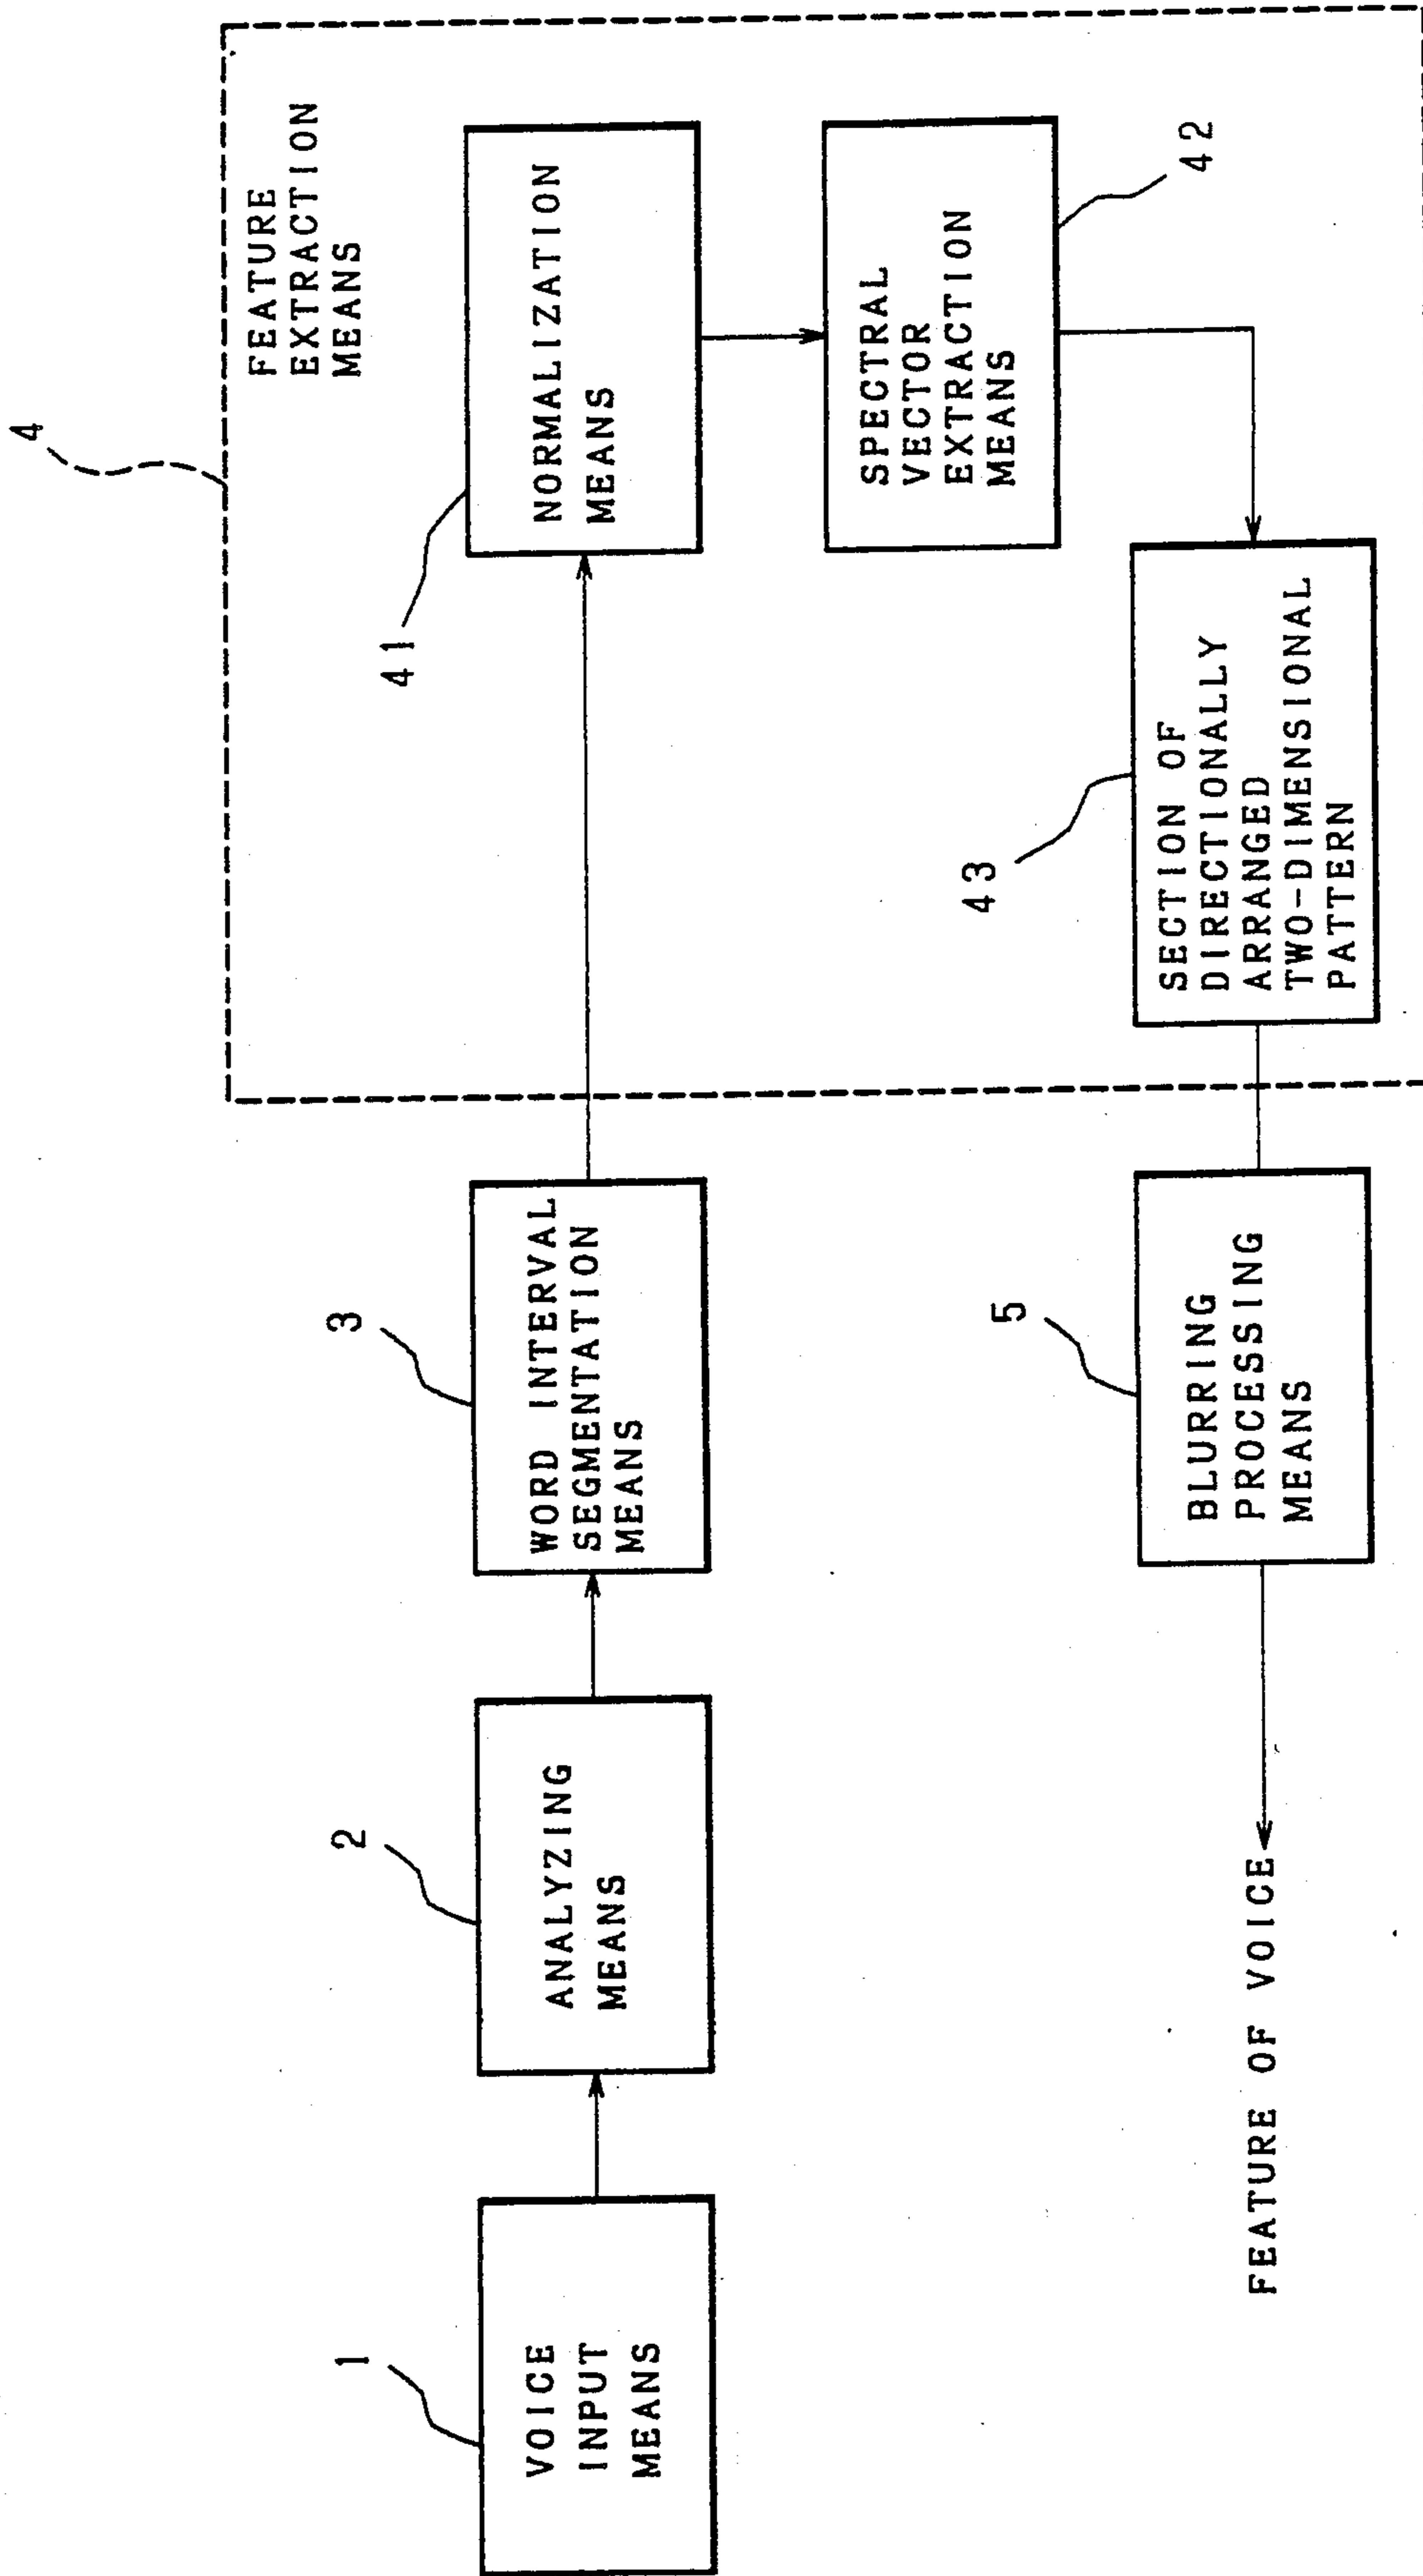 4
FEATURE
EXTRACTION
MEANS
1
VOICE
INPUT
MEANS
2
ANALYZING
MEANS
3
WORD INTERVAL
SEGMENTATION
MEANS
41
NORMALIZATION
MEANS
SPECTRAL
VECTOR
EXTRACTION
MEANS
42
43
SECTION OF
DIRECTIONALLY
ARRANGED
TWO-DIMENSIONAL
PATTERN
5
BLURRING
PROCESSING
MEANS
FEATURE OF VOICE